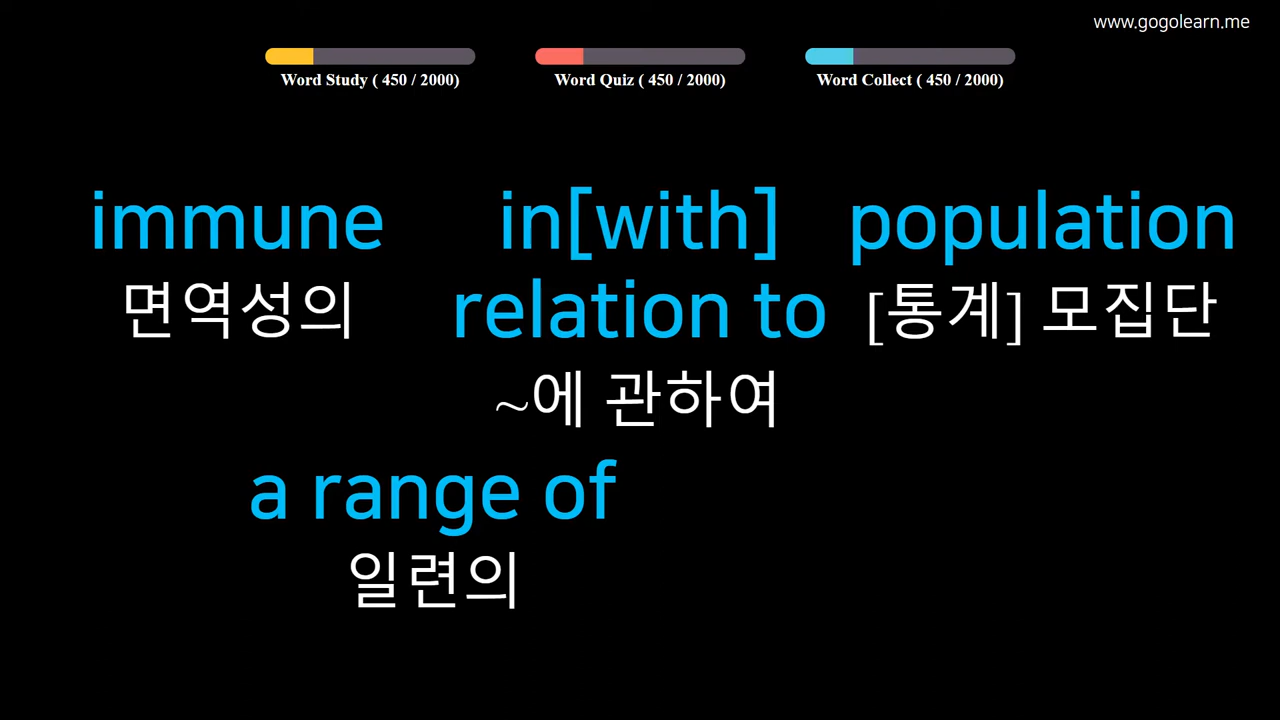 www.gogolearn.me
Word Study ( 450 / 2000)
Word Quiz ( 450 / 2000)
Word Collect ( 450 / 2000)
immune
면역성의
in[with]
relation to
~에 관하여
population
[통계] 모집단
a range of
일련의